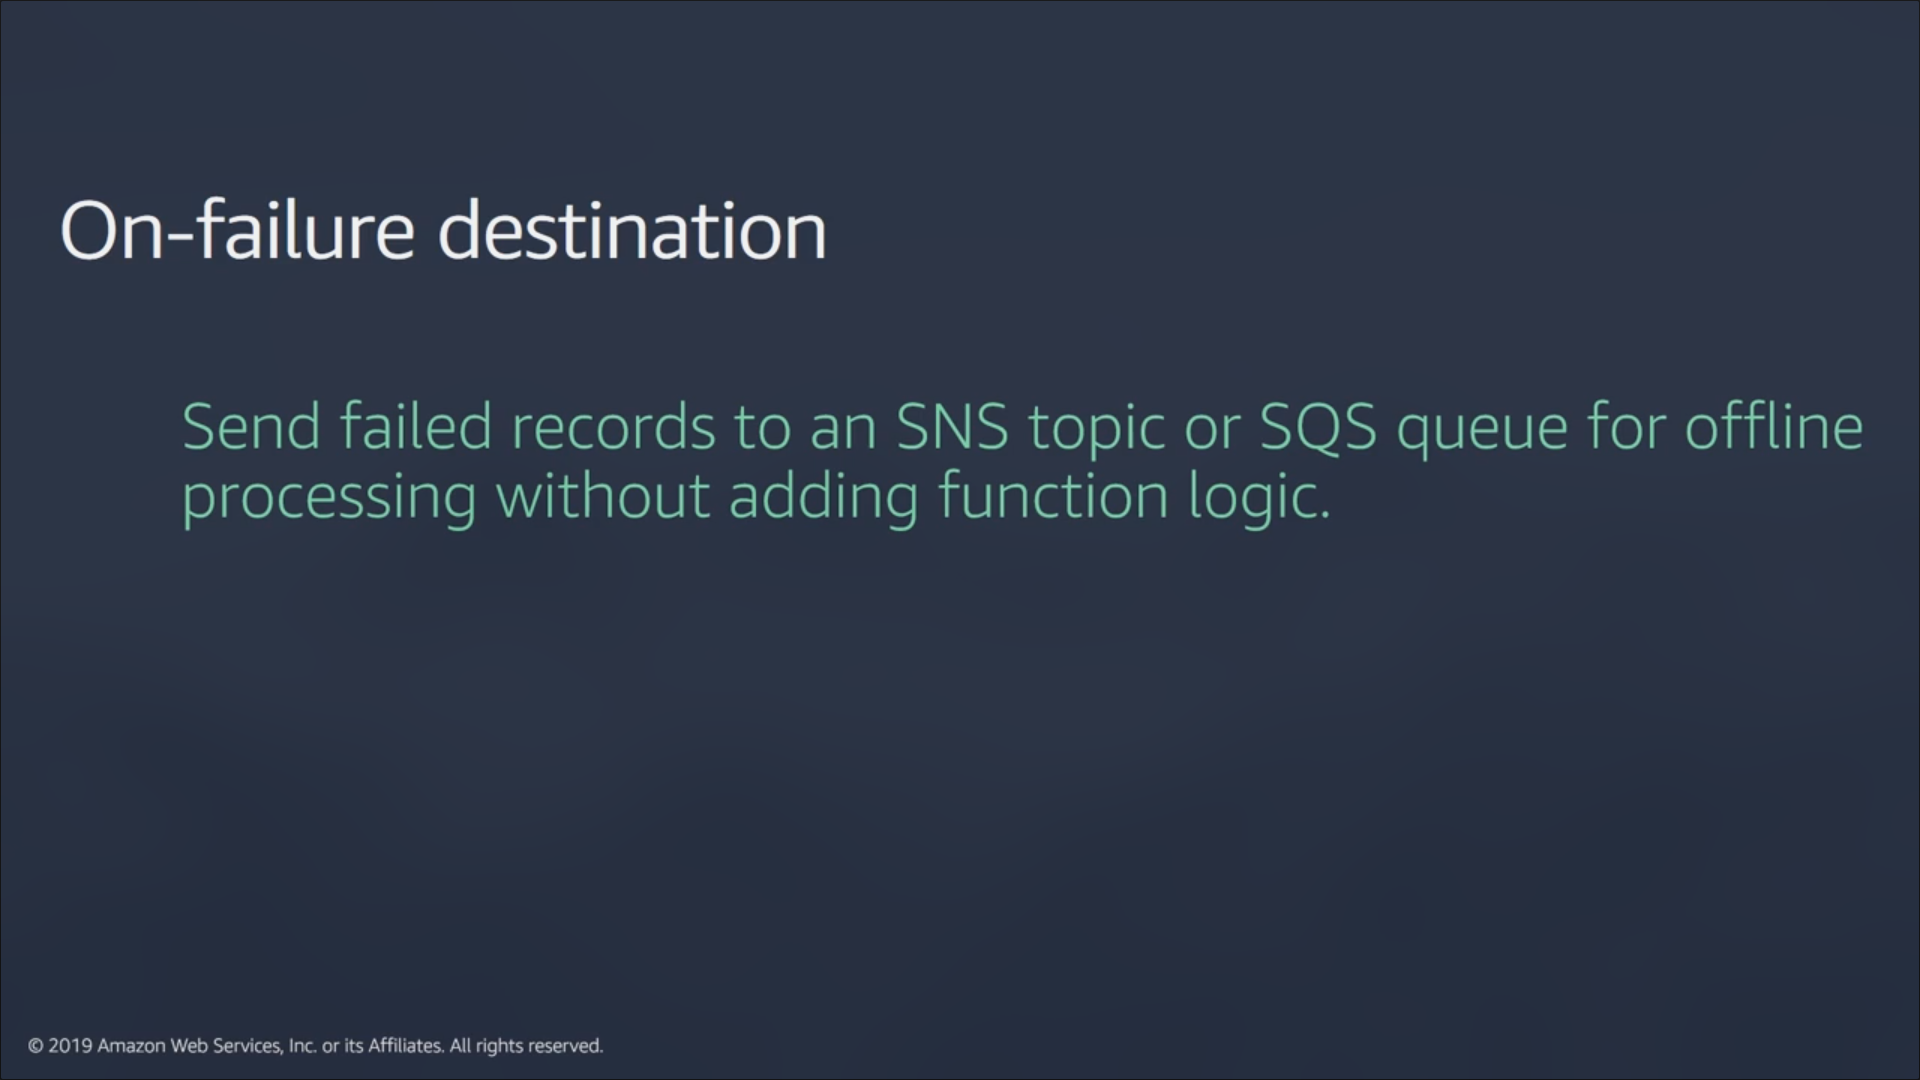 On-failure destination
Send failed records to an SNS topic or SQS queue for offline
processing without adding function logic.
© 2019 Amazon Web Services, Inc. or its Affiliates. All rights reserved.